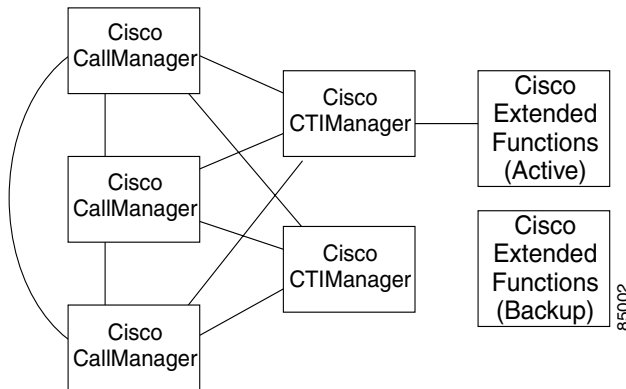 Cisco
CallManager
Cisco
CTIManager
Cisco
Extended
Functions
(Active)
Cisco
CallManager
Cisco
CTIManager
Cisco
Extended
Functions
(Backup)
Cisco
CallManager
85002